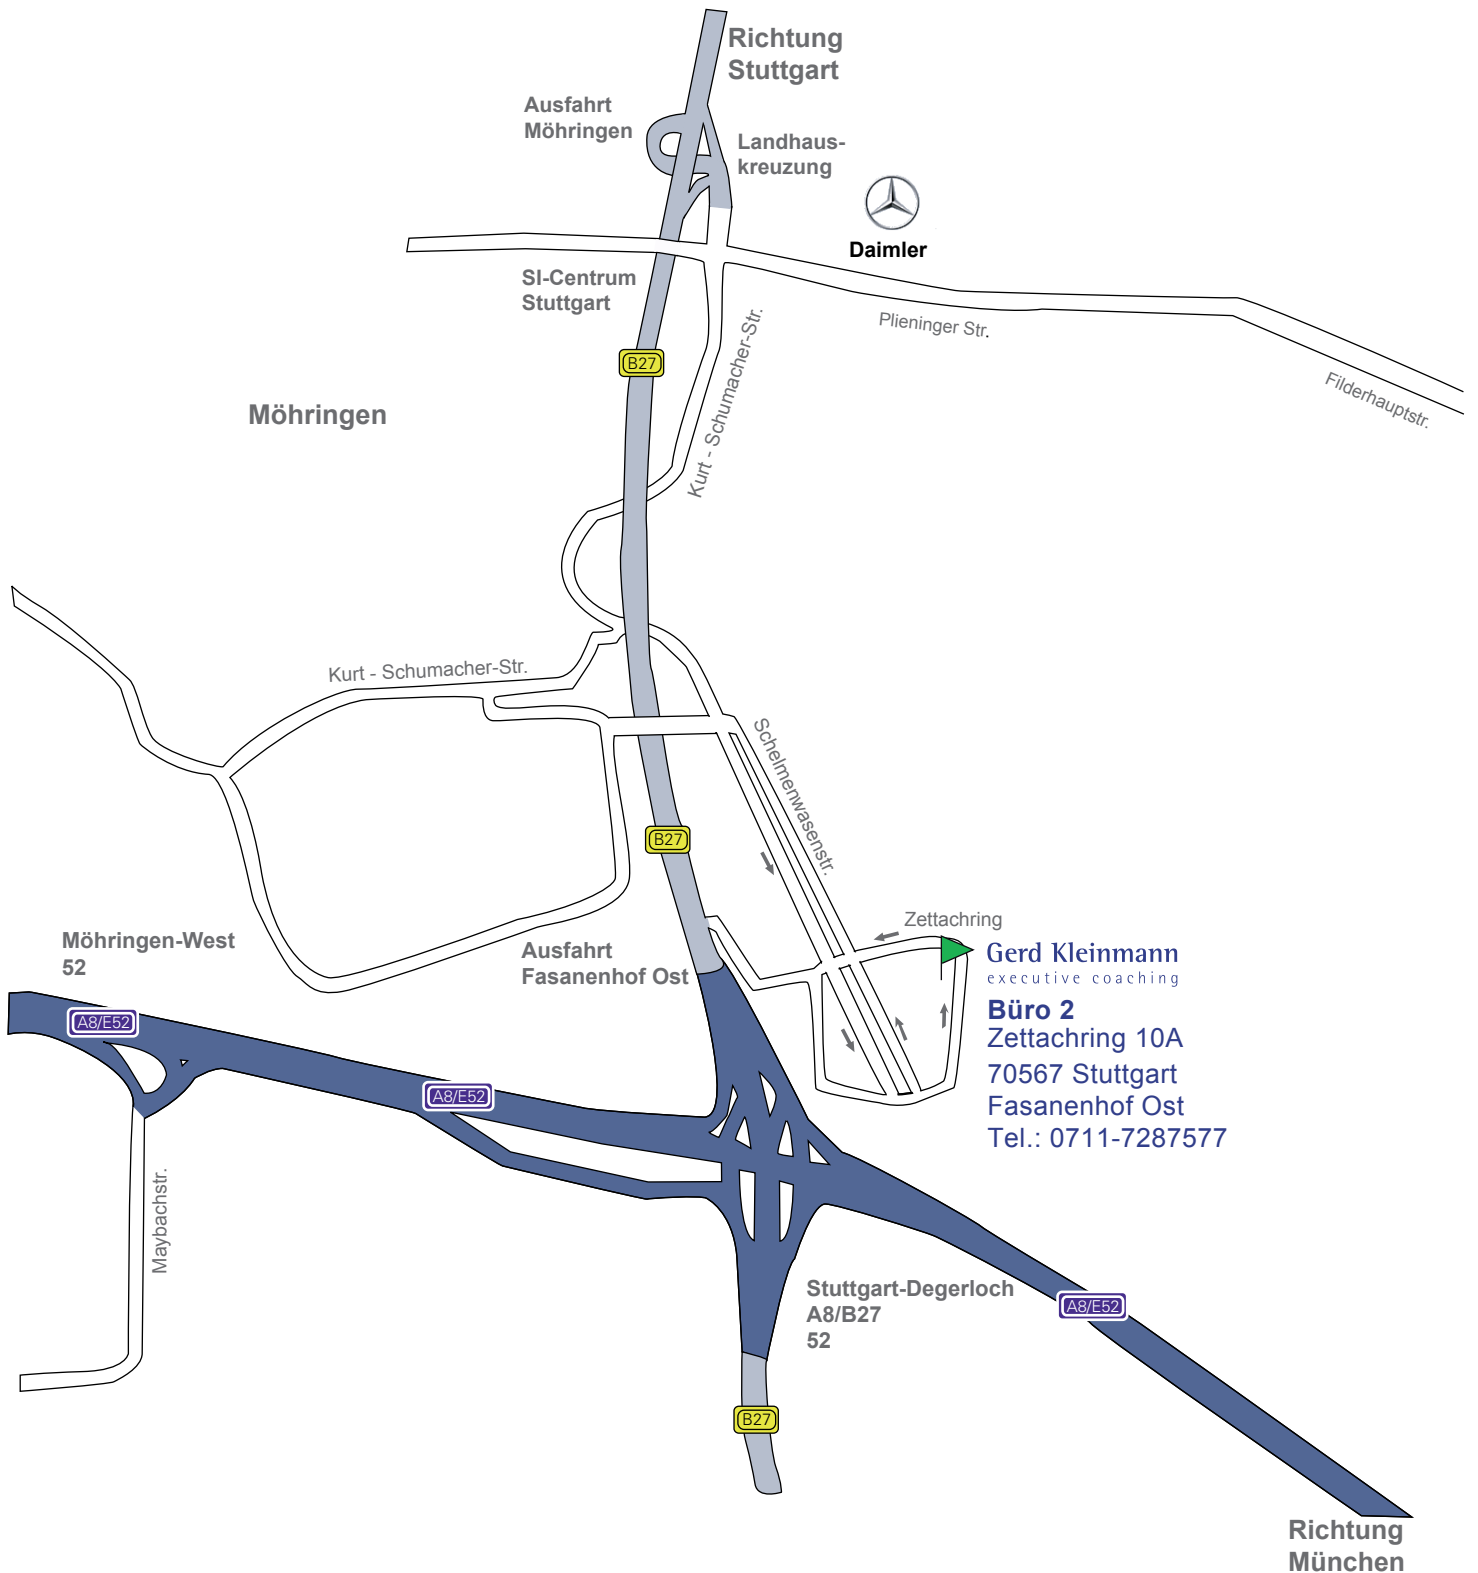 Richtung
Stuttgart
Ausfahrt
Möhringen
Landhaus-
kreuzung
Daimler
SI-Centrum
Stuttgart
Plieninger Str.
B27
Kurt - Schumacher-Str.
Filderhauptstr.
Möhringen
Kurt - Schumacher-Str.
Schelmenwasenstr.
B27
Zettachring
Möhringen-West
52
Ausfahrt
Fasanenhof Ost
Gerd Kleinmann
executive coaching
Büro 2
Zettachring 10A
70567 Stuttgart
Fasanenhof Ost
Tel.: 0711-7287577
A8/E52
A8/E52
Maybachstr.
Stuttgart-Degerloch
A8/B27
52
A8/E52
B27
Richtung
München